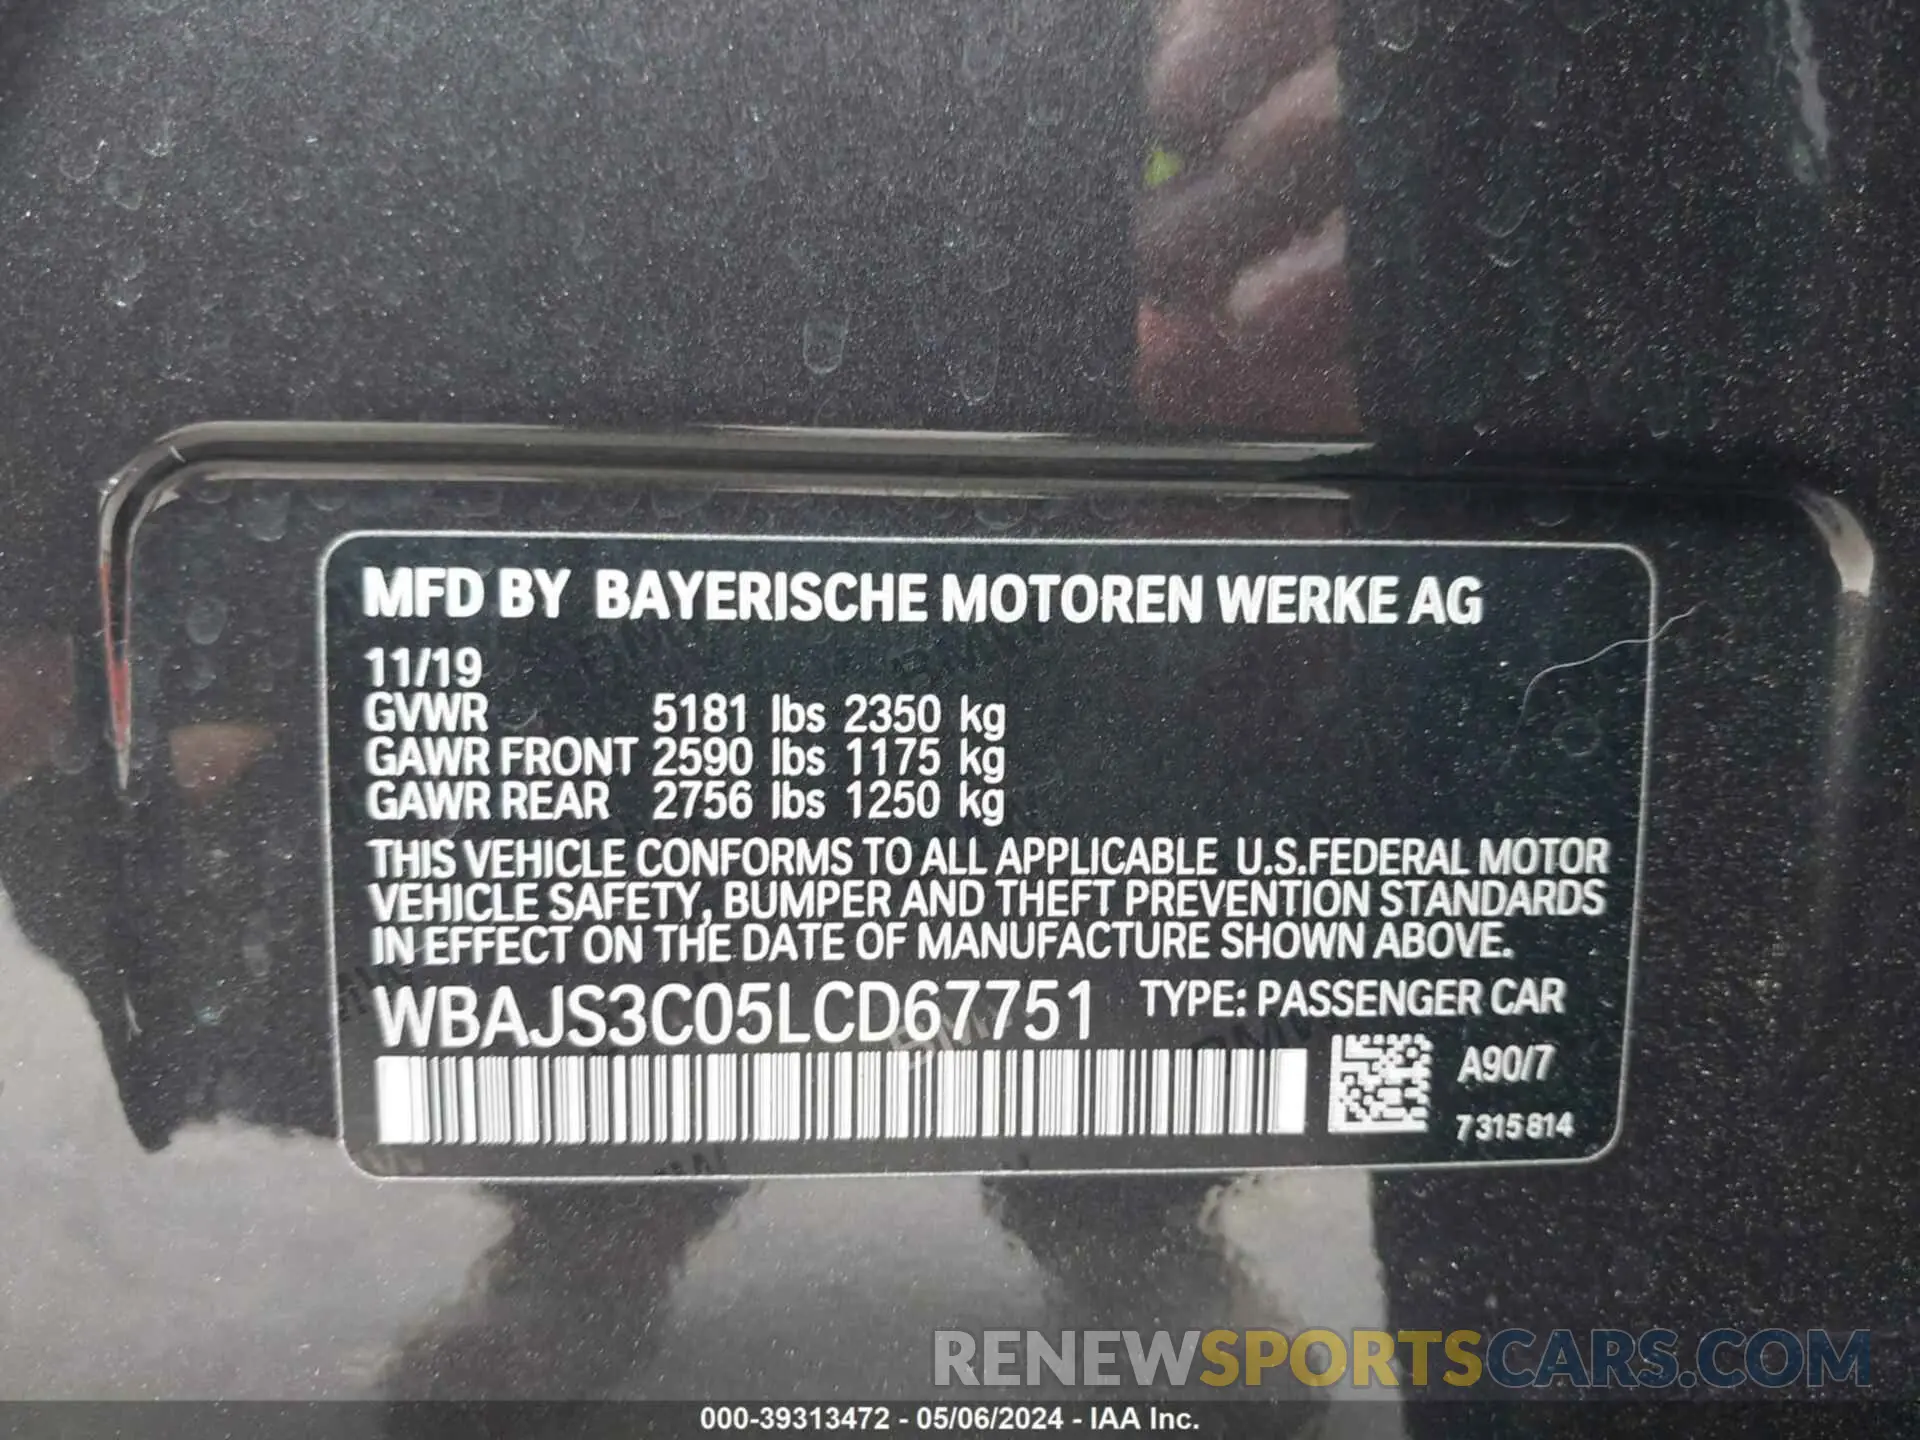 MFD BY BAYERISCHE MOTOREN WERKE AG
11/19
GVWR 5181 lbs 2350 kg
GAWR FRONT 2590 lbs 1175 kg
GAWR REAR 2756 lbs 1250 kg
THIS VEHICLE CONFORMS TO ALL APPLICABLE U.S.FEDERAL MOTOR
VEHICLE SAFETY, BUMPER AND THEFT PREVENTION STANDARDS
IN EFFECT ON THE DATE OF MANUFACTURE SHOWN ABOVE.
WBAJS3C05LCD67751 TYPE: PASSENGER CAR
A90/7
7315814
RENEWSPORTSCARS.COM
000-39313472 - 05/06/2024 - IAA Inc.